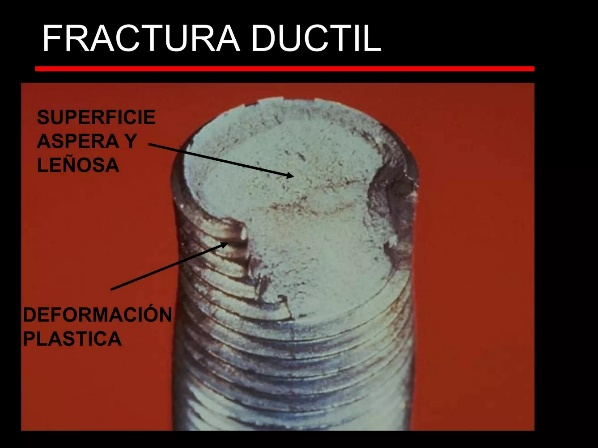 FRACTURA DUCTIL
SUPERFICIE
ASPERA Y
LEÑOSA
DEFORMACIÓN
PLASTICA